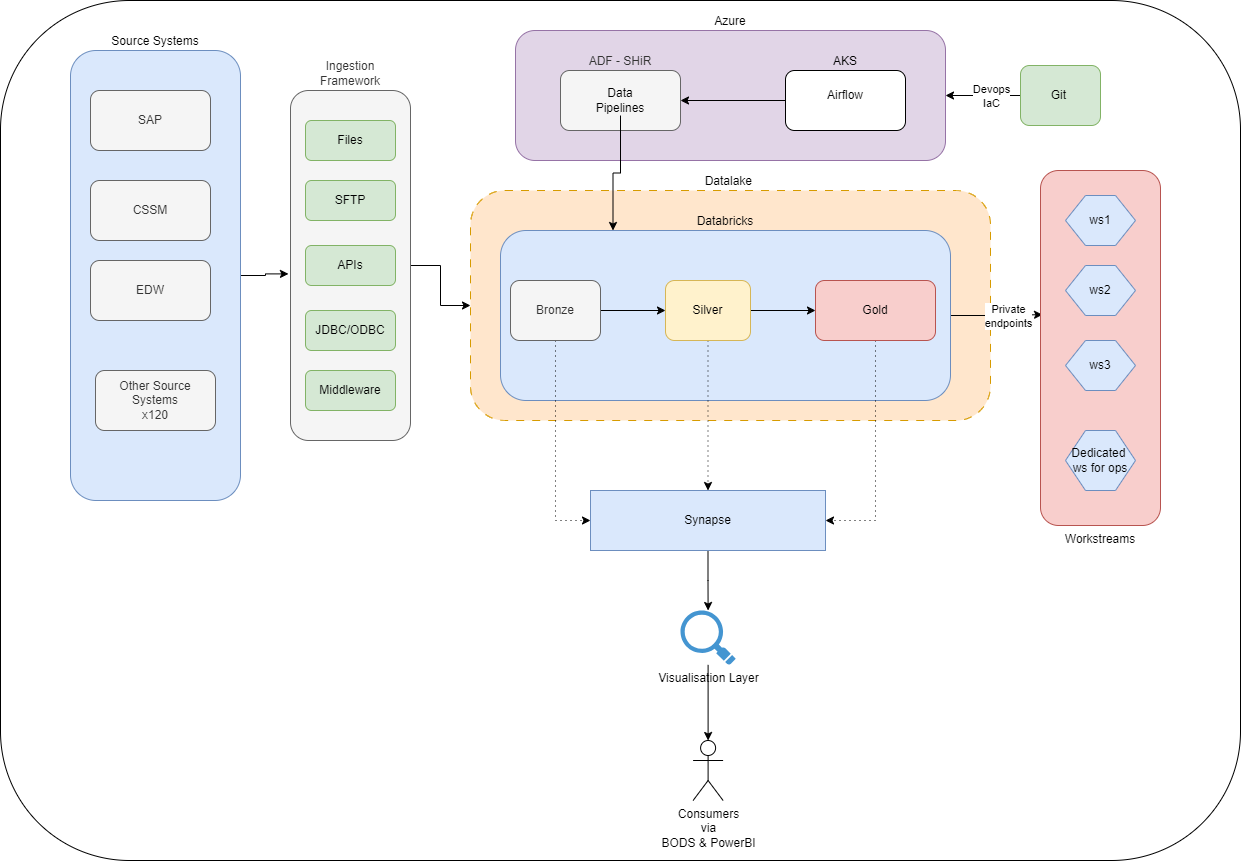 Azure
Source Systems
SAP
CSSM
EDW
Other Source
Systems
x120
Ingestion
Framework
Files
SFTP
APIs
JDBC/ODBC
Middleware
ADF - SHiR
Data
Pipelines
AKS
Airflow
Devops
IaC
Git
Datalake
Databricks
Bronze
Silver
Gold
Private
endpoints
ws1
ws2
ws3
Dedicated
ws for ops
Workstreams
Synapse
Visualisation Layer
Consumers
via
BODS & PowerBI